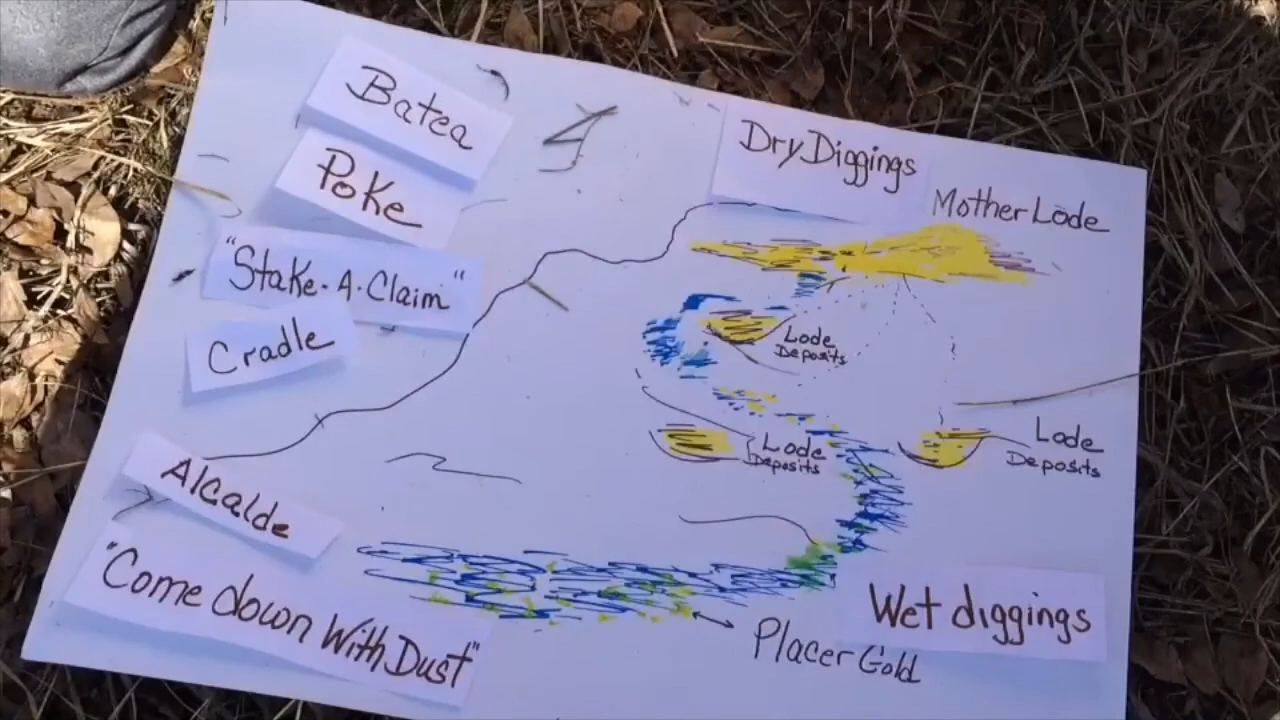 Batea
Poke
"Stake-A-Claim"
Cradle
Alcalde
"Come down With Dust"
Dry Diggings
Mother Lode
Lode
Deposits
Lode
Deposits
Lode
Deposits
Wet diggings
Placer Gold